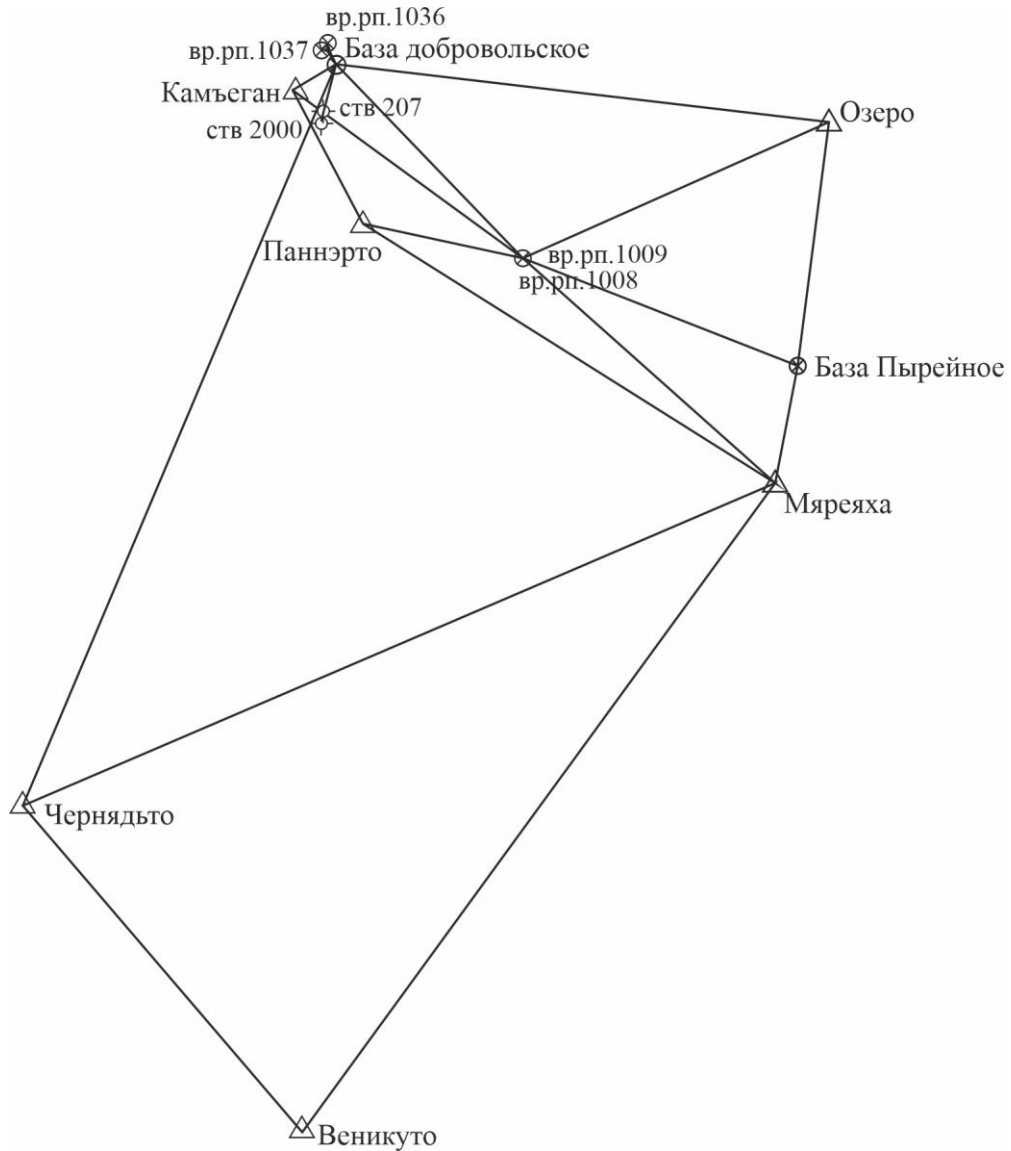 вр.рп.1036
вр.рп.1037
База добровольское
Камъеган
ств 207
ств 2000
Озеро
Паннэрто
вр.рп.1009
вр.рп.1008
База Пырейное
Мяреяха
Чернядьто
Веникуто